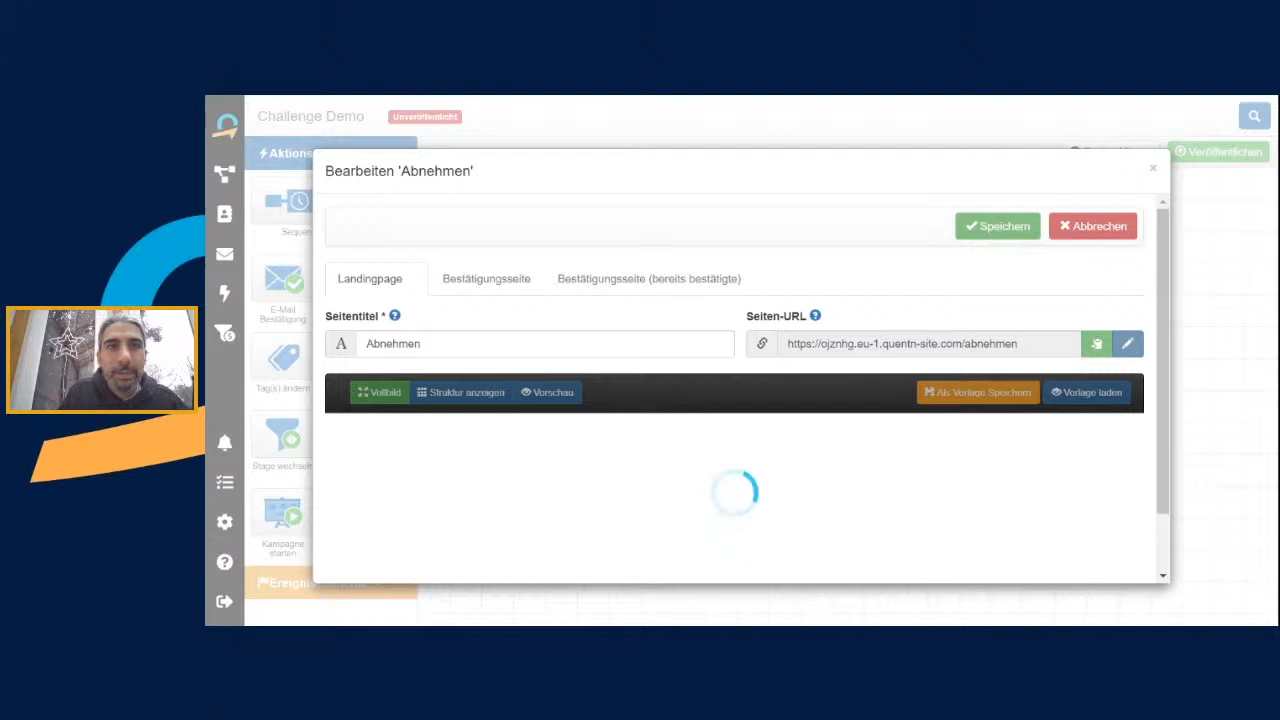 Challenge Demo
Unveröffentlicht
Aktions
Veröffentlichen
Bearbeiten 'Abnehmen'
×
Speichern
Abbrechen
Landingpage
Bestätigungsseite
Bestätigungsseite (bereits bestätigte)
Seitentitel *
Seiten-URL
A
Abnehmen
https://ojznhg.eu-1.quentn-site.com/abnehmen
Vollbild
Struktur anzeigen
Vorschau
Als Vorlage Speichern
Vorlage laden
Sequen
E-Mail
Bestätigung
Tag(s) ändern
Stage wechseln
Kampagne
starten